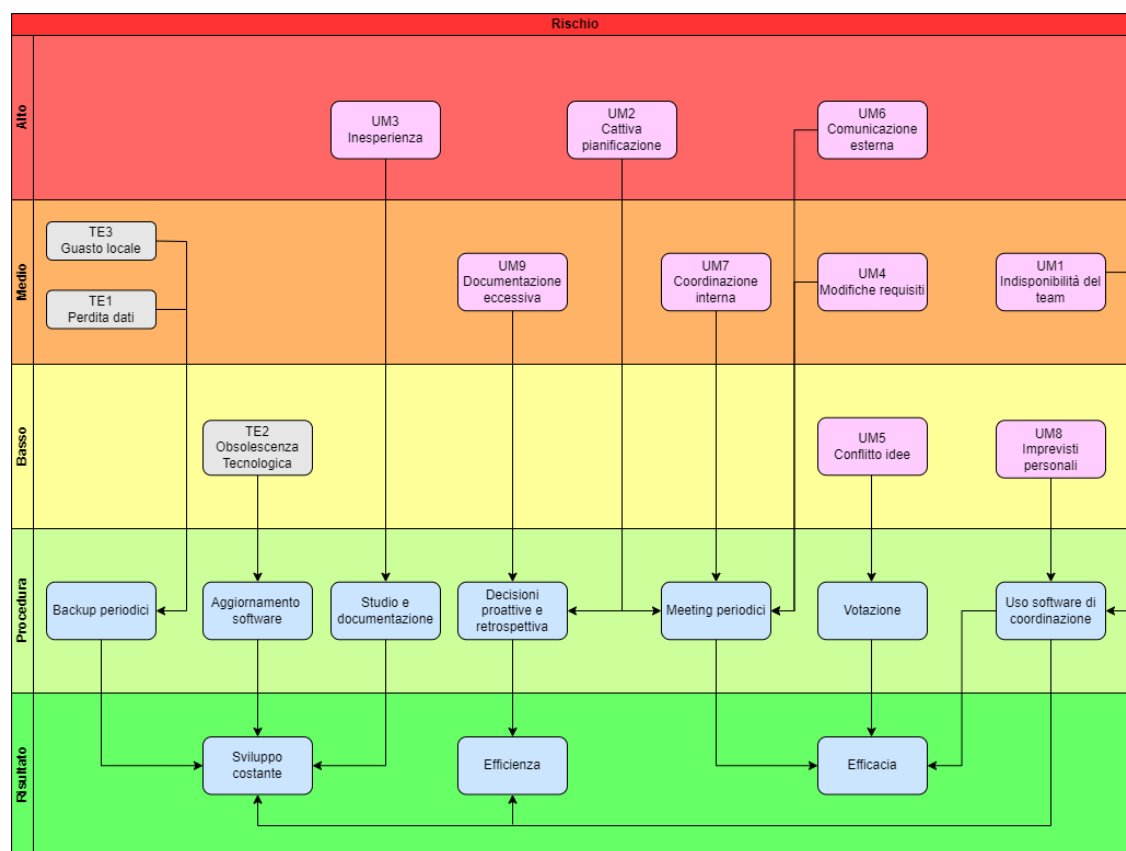 Rischio
Alto
UM3
Inesperienza
UM2
Cattiva
pianificazione
UM6
Comunicazione
esterna
Medio
TE3
Guasto locale
TE1
Perdita dati
UM9
Documentazione
eccessiva
UM7
Coordinazione
interna
UM4
Modifiche requisiti
UM1
Indisponibilità del
team
Basso
TE2
Obsolescenza
Tecnologica
UM5
Conflitto idee
UM8
Imprevisti
personali
Procedura
Backup periodici
Aggiornamento
software
Studio e
documentazione
Decisioni
proattive e
retrospettiva
Meeting periodici
Votazione
Uso software di
coordinazione
Risultato
Sviluppo
costante
Efficienza
Efficacia